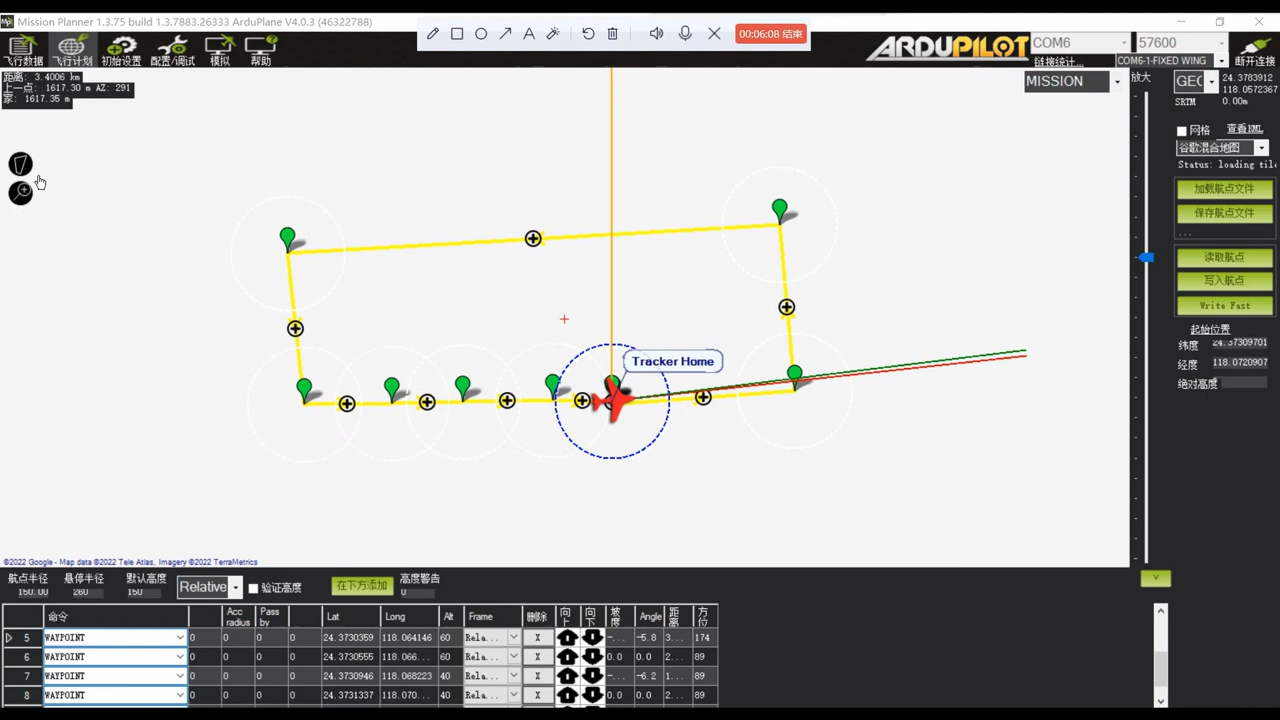 Mission Planner 1.3.75 build 1.3.7883.26333 ArduPlane V4.0.3 (46322788)
00:06:08 结束
飞行数据 飞行计划 初始设置 配置/调试 模拟 帮助
ARDUPILOT
COM6 57600
链接统计... COM6-1-FIXED WING 断开连接
距离: 3.4006 km
上一点: 1617.30 m AZ: 291
家: 1617.35 m
MISSION
放大
GEO
24.3783912
118.0572367
SRTM 0.00m
网格 查看KML
谷歌混合地图
Status: loading tile
加载航点文件
保存航点文件
...
读取航点
写入航点
Write Fast
起始位置
纬度 24.37309701
经度 118.0720907
绝对高度
Tracker Home
©2022 Google - Map data ©2022 Tele Atlas, Imagery ©2022 TerraMetrics
航点半径 悬停半径 默认高度 高度警告
Relative 验证高度 在下方添加
150.00 260 150 0
命令 Acc radius Pass by Lat Long Alt Frame 删除 向上 向下 坡度 Angle 距离 方位
5 WAYPOINT 0 0 0 0 24.3730359 118.064146 60 Rela... X -... -5.8 3... 174
6 WAYPOINT 0 0 0 0 24.3730555 118.066... 60 Rela... X 0.0 0.0 2... 89
7 WAYPOINT 0 0 0 0 24.3730946 118.068223 40 Rela... X -... -6.2 1... 89
8 WAYPOINT 0 0 0 0 24.3731337 118.070... 40 Rela... X 0.0 0.0 2... 89